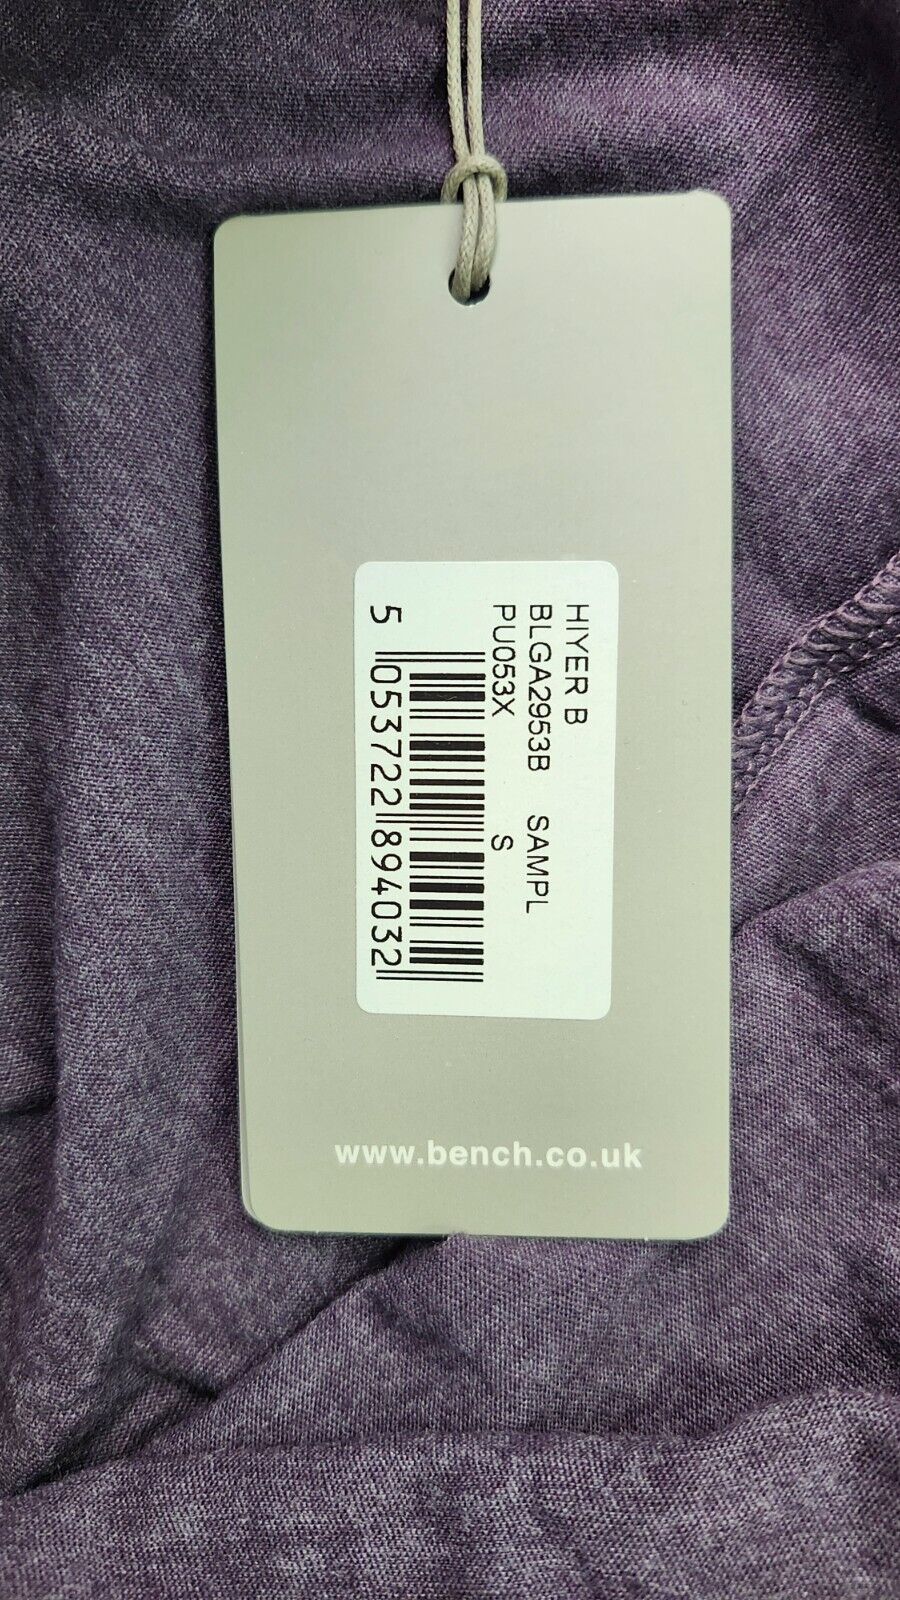 HIYER B
BLGA2953B SAMPL
PU053X S
5 053722 894032
www.bench.co.uk